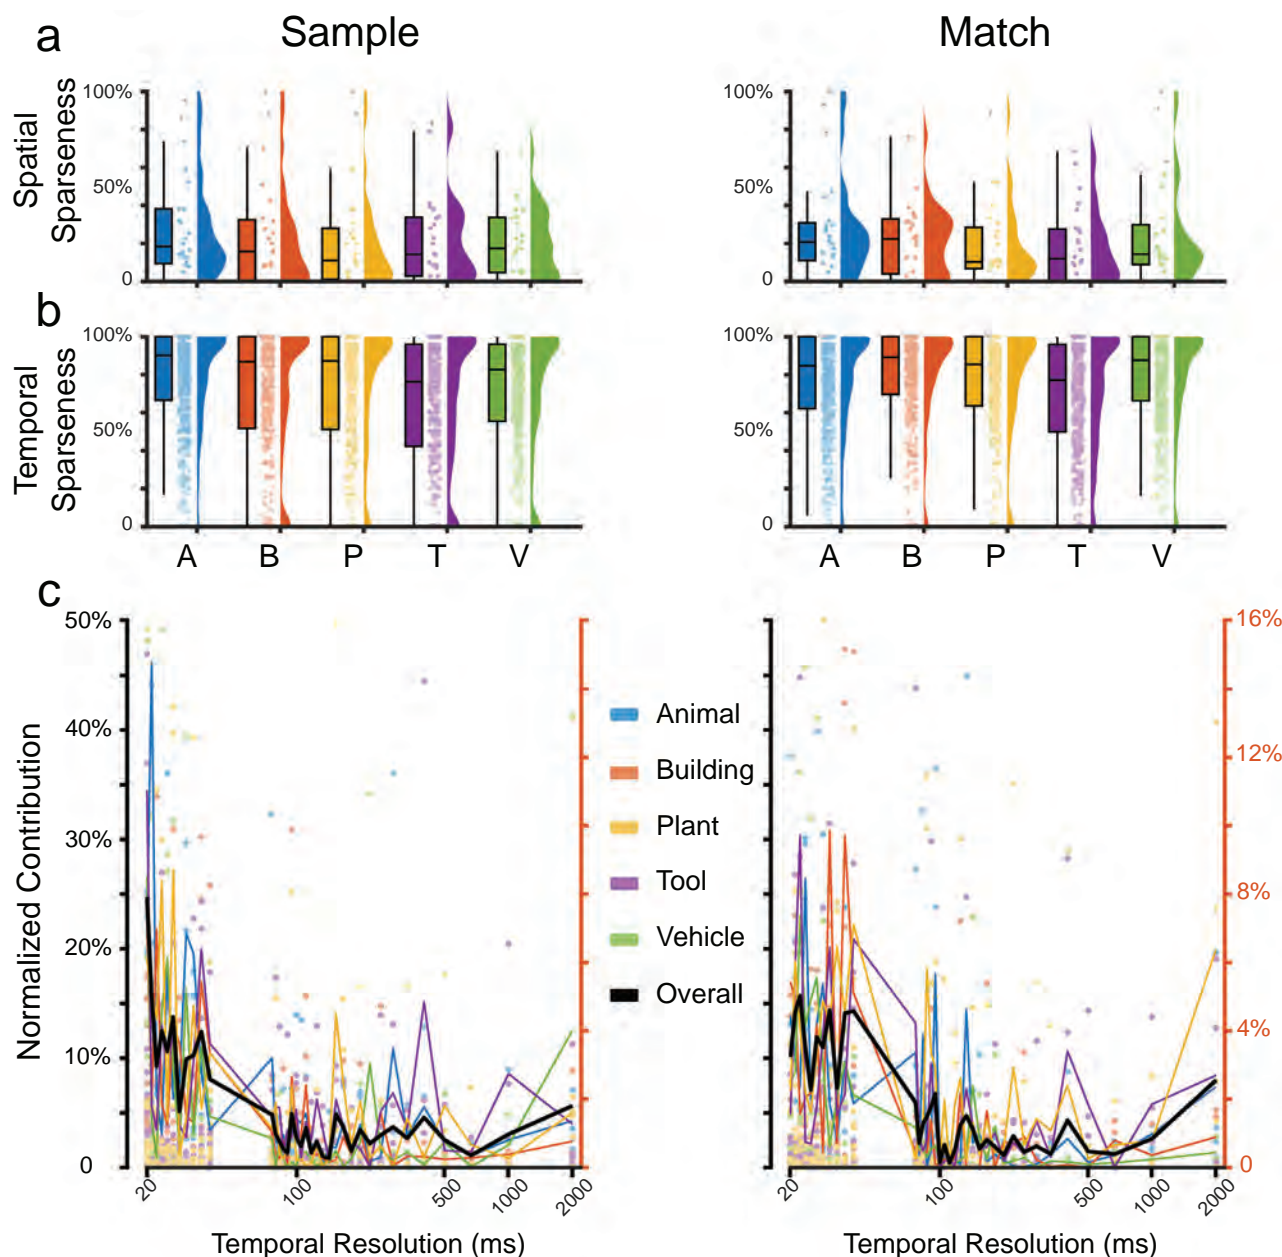 a
Sample
Match
Spatial
Sparseness
100%
50%
0
100%
50%
0
b
Temporal
Sparseness
100%
50%
0
100%
50%
0
A B P T V
A B P T V
c
Normalized Contribution
50%
40%
30%
20%
10%
0
Animal
Building
Plant
Tool
Vehicle
Overall
16%
12%
8%
4%
0
20 100 500 1000 2000
20 100 500 1000 2000
Temporal Resolution (ms)
Temporal Resolution (ms)